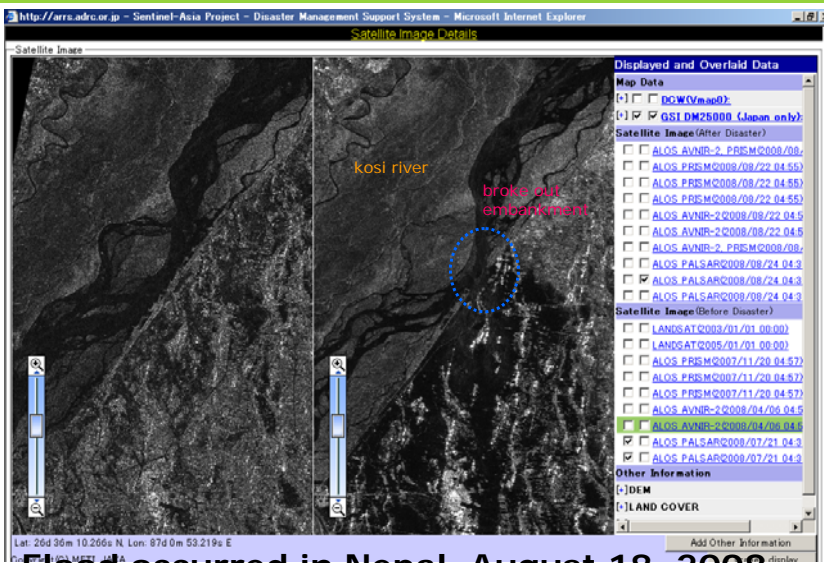 http://arrs.adrc.or.jp - Sentinel-Asia Project - Disaster Management Support System - Microsoft Internet Explorer
Satellite Image Details
Satellite Image
kosi river
broke out
embankment
Displayed and Overlaid Data
Map Data
[+] DCW(Vmap0):
[+] GSI DM25000 (Japan only):
Satellite Image(After Disaster)
ALOS AVNIR-2, PRISM(2008/08/
ALOS PRISM(2008/08/22 04:55)
ALOS PRISM(2008/08/22 04:55)
ALOS PRISM(2008/08/22 04:55)
ALOS AVNIR-2(2008/08/22 04:5
ALOS AVNIR-2(2008/08/22 04:5
ALOS AVNIR-2, PRISM(2008/08/
ALOS PALSAR(2008/08/24 04:3
ALOS PALSAR(2008/08/24 04:3
ALOS PALSAR(2008/08/24 04:3
Satellite Image(Before Disaster)
LANDSAT(2003/01/01 00:00)
LANDSAT(2005/01/01 00:00)
ALOS PRISM(2007/11/20 04:57)
ALOS PRISM(2007/11/20 04:57)
ALOS PRISM(2007/11/20 04:57)
ALOS AVNIR-2(2008/04/06 04:5
ALOS AVNIR-2(2008/04/06 04:5
ALOS PALSAR(2008/07/21 04:3
ALOS PALSAR(2008/07/21 04:3
Other Information
[+]DEM
[+]LAND COVER
Lat: 26d 36m 10.266s N, Lon: 87d 0m 53.219s E
Add Other Information
METI, JAXA
display
Flood occurred in Nepal, August 18, 2008